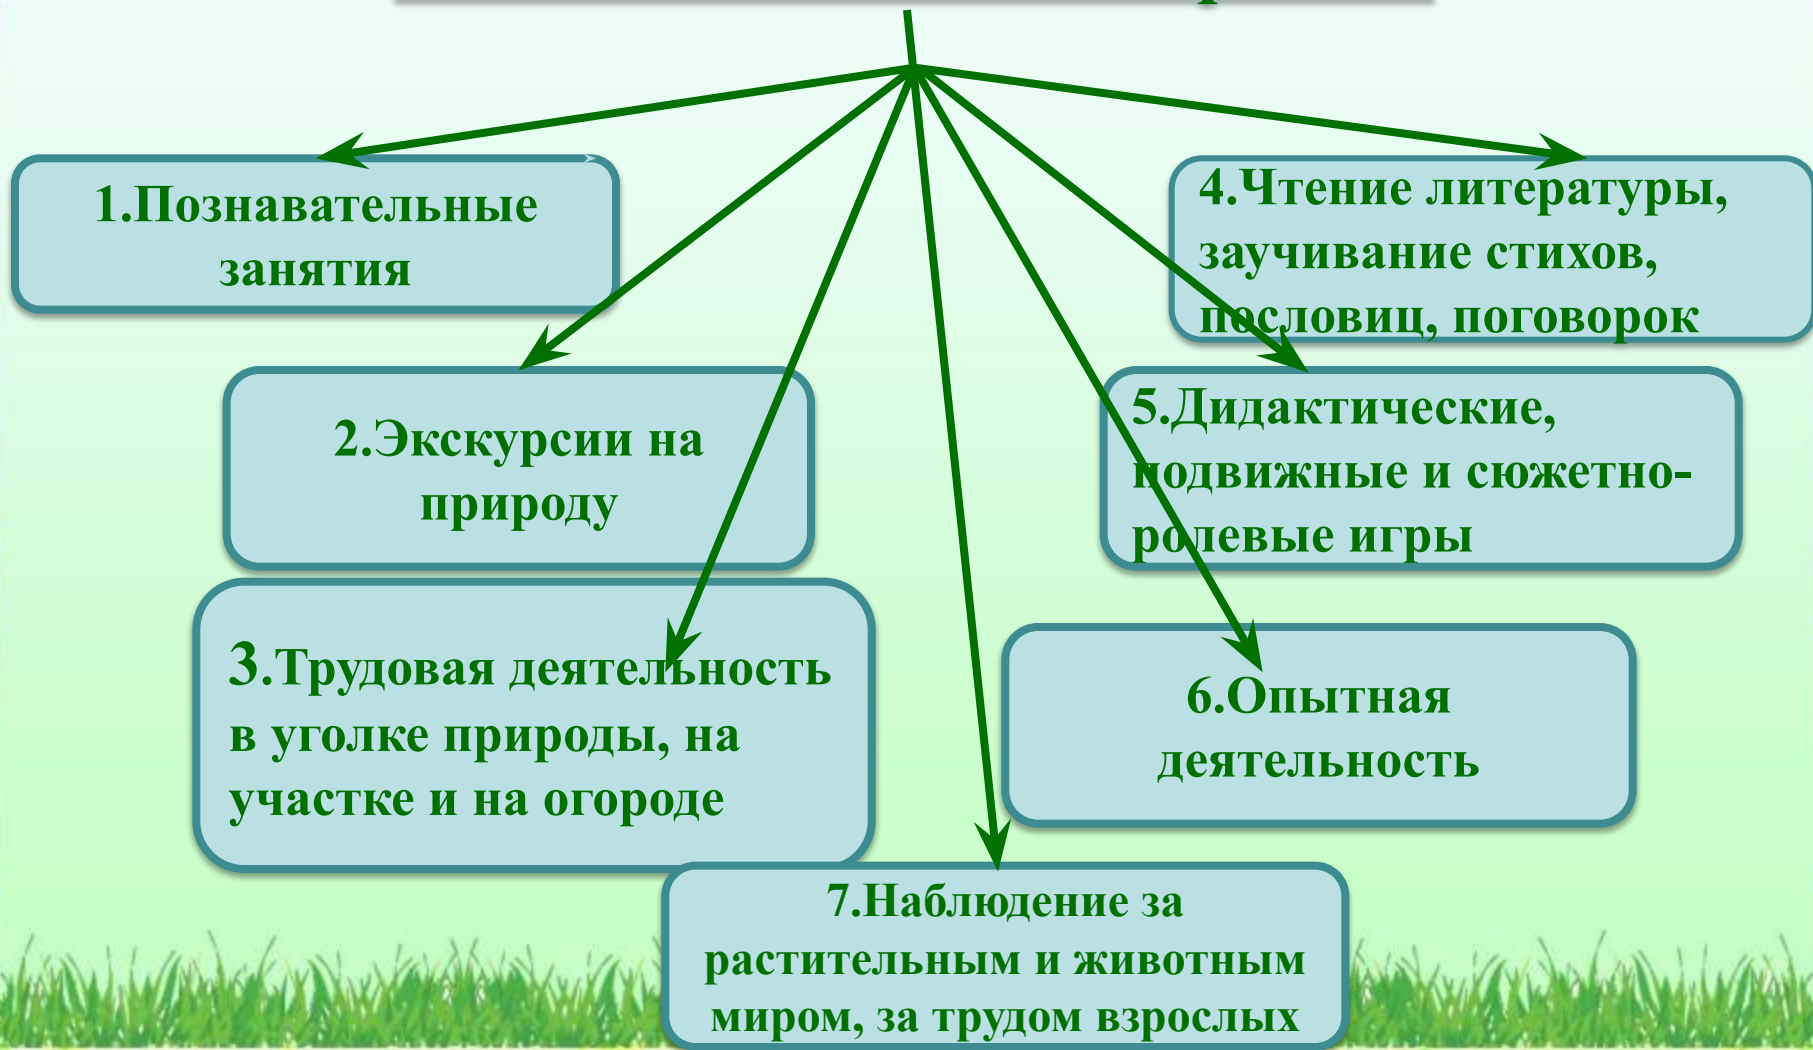 1.Познавательные
занятия
2.Экскурсии на
природу
3.Трудовая деятельность
в уголке природы, на
участке и на огороде
4.Чтение литературы,
заучивание стихов,
пословиц, поговорок
5.Дидактические,
подвижные и сюжетно-
ролевые игры
6.Опытная
деятельность
7.Наблюдение за
растительным и животным
миром, за трудом взрослых